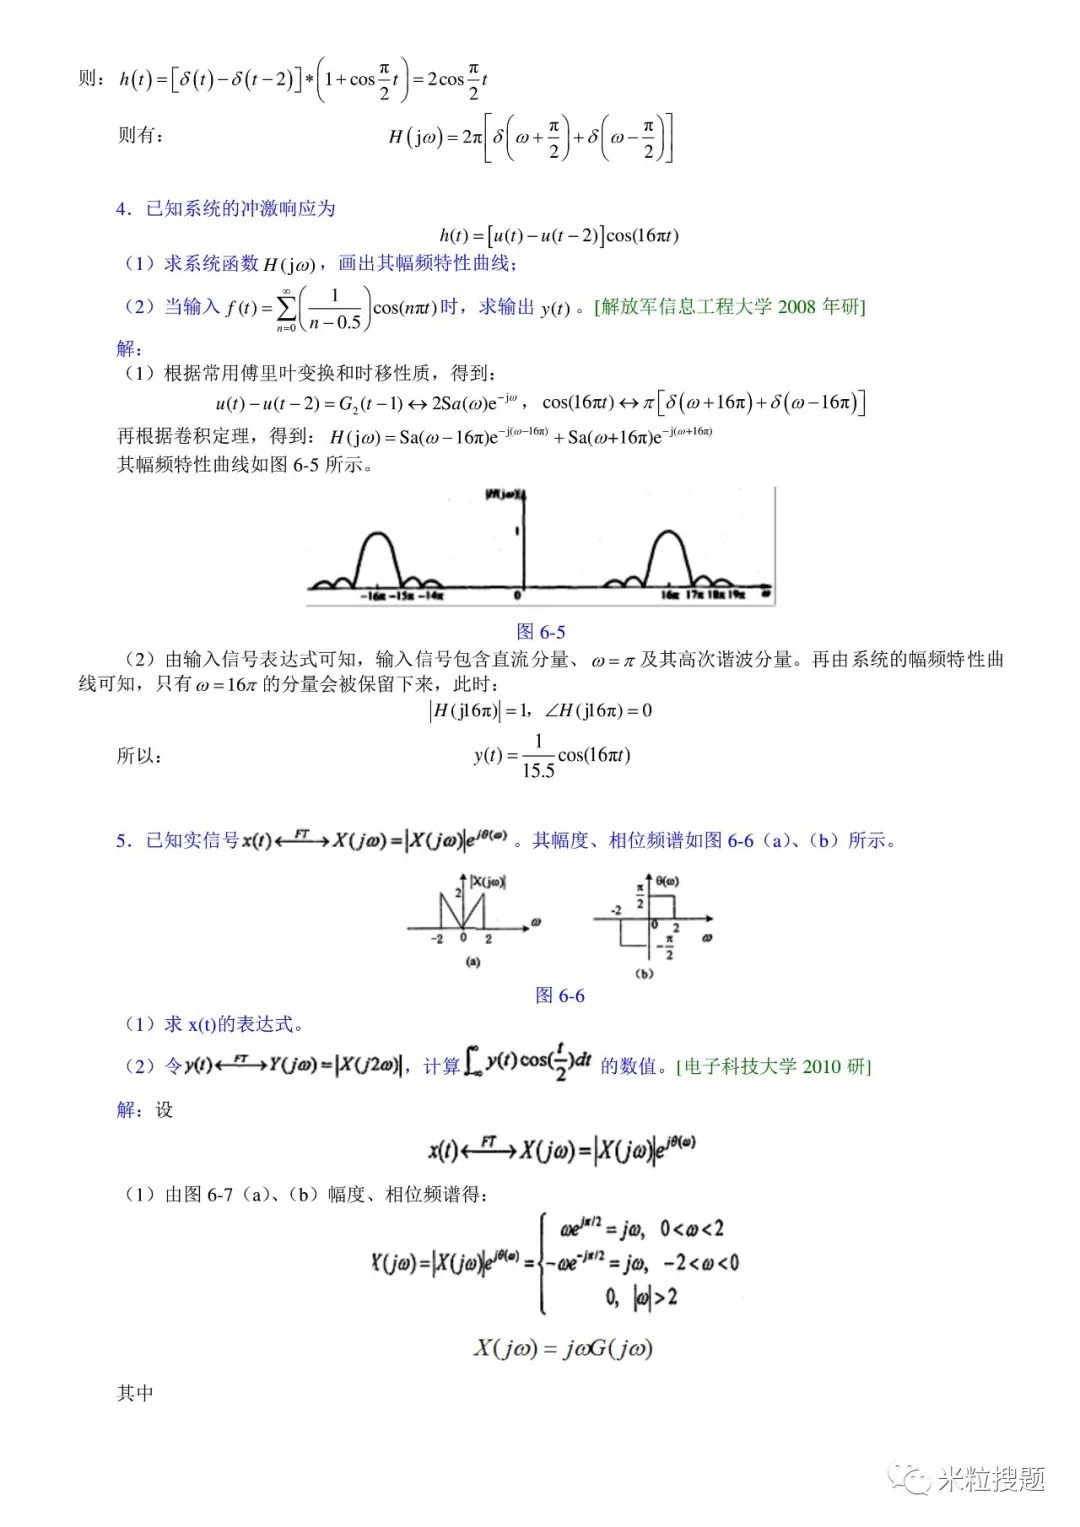 则：h(t)=[δ(t)−δ(t−2)]*(1+cos π/2 t)=2cos π/2 t
则有： H(jω)=2π[δ(ω+π/2)+δ(ω−π/2)]
4．已知系统的冲激响应为
h(t)=[u(t)−u(t−2)]cos(16πt)
（1）求系统函数H(jω)，画出其幅频特性曲线；
（2）当输入 f(t)=∑_{n=0}^{∞}(1/(n−0.5))cos(nπt)时，求输出 y(t) 。[解放军信息工程大学 2008 年研]
解：
（1）根据常用傅里叶变换和时移性质，得到：
u(t)−u(t−2)=G₂(t−1)↔2Sa(ω)e^{−jω}，cos(16πt)↔π[δ(ω+16π)+δ(ω−16π)]
再根据卷积定理，得到：H(jω)=Sa(ω−16π)e^{−j(ω−16π)}+Sa(ω+16π)e^{−j(ω+16π)}
其幅频特性曲线如图 6-5 所示。
|H(jω)|
1
−16π −15π −14π 0 16π 17π 18π 19π ω
图 6-5
（2）由输入信号表达式可知，输入信号包含直流分量、ω=π及其高次谐波分量。再由系统的幅频特性曲
线可知，只有ω=16π 的分量会被保留下来，此时：
|H(j16π)|=1，∠H(j16π)=0
所以： y(t)=1/15.5 cos(16πt)
5．已知实信号x(t)←FT→X(jω)=|X(jω)|e^{jθ(ω)} 。其幅度、相位频谱如图 6-6（a）、（b）所示。
|X(jω)|
2
−2 0 2 ω
(a)
θ(ω)
π/2
-2 0 2
−π/2 ω
(b)
图 6-6
（1）求 x(t)的表达式。
（2）令y(t)←FT→Y(jω)=|X(j2ω)|，计算∫_{−∞}^{∞} y(t)cos(t/2)dt 的数值。[电子科技大学 2010 研]
解：设
x(t)←FT→X(jω)=|X(jω)|e^{jθ(ω)}
（1）由图 6-7（a）、（b）幅度、相位频谱得：
X(jω)=|X(jω)|e^{jθ(ω)}={ ωe^{jπ/2}=jω, 0<ω<2
−ωe^{−jπ/2}=jω, −2<ω<0
0, |ω|>2
X(jω)=jωG(jω)
其中
米粒搜题